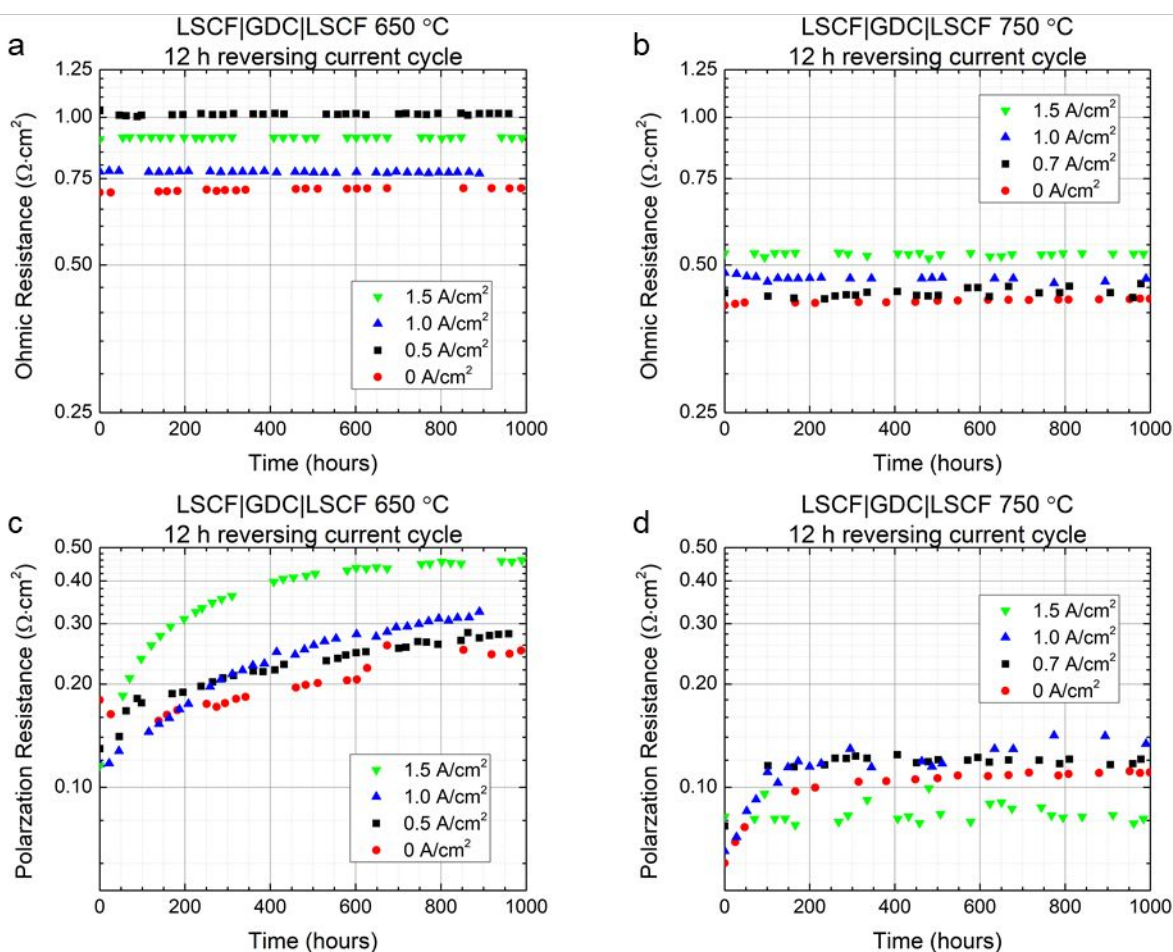 a
LSCF|GDC|LSCF 650 °C
12 h reversing current cycle
1.25
1.00
0.75
0.50
0.25
Ohmic Resistance (Ω·cm²)
1.5 A/cm²
1.0 A/cm²
0.5 A/cm²
0 A/cm²
0 200 400 600 800 1000
Time (hours)
b
LSCF|GDC|LSCF 750 °C
12 h reversing current cycle
1.25
1.00
0.75
0.50
0.25
Ohmic Resistance (Ω·cm²)
1.5 A/cm²
1.0 A/cm²
0.7 A/cm²
0 A/cm²
0 200 400 600 800 1000
Time (hours)
c
LSCF|GDC|LSCF 650 °C
12 h reversing current cycle
0.50
0.40
0.30
0.20
0.10
Polarzation Resistance (Ω·cm²)
1.5 A/cm²
1.0 A/cm²
0.5 A/cm²
0 A/cm²
0 200 400 600 800 1000
Time (hours)
d
LSCF|GDC|LSCF 750 °C
12 h reversing current cycle
0.50
0.40
0.30
0.20
0.10
Polarzation Resistance (Ω·cm²)
1.5 A/cm²
1.0 A/cm²
0.7 A/cm²
0 A/cm²
0 200 400 600 800 1000
Time (hours)